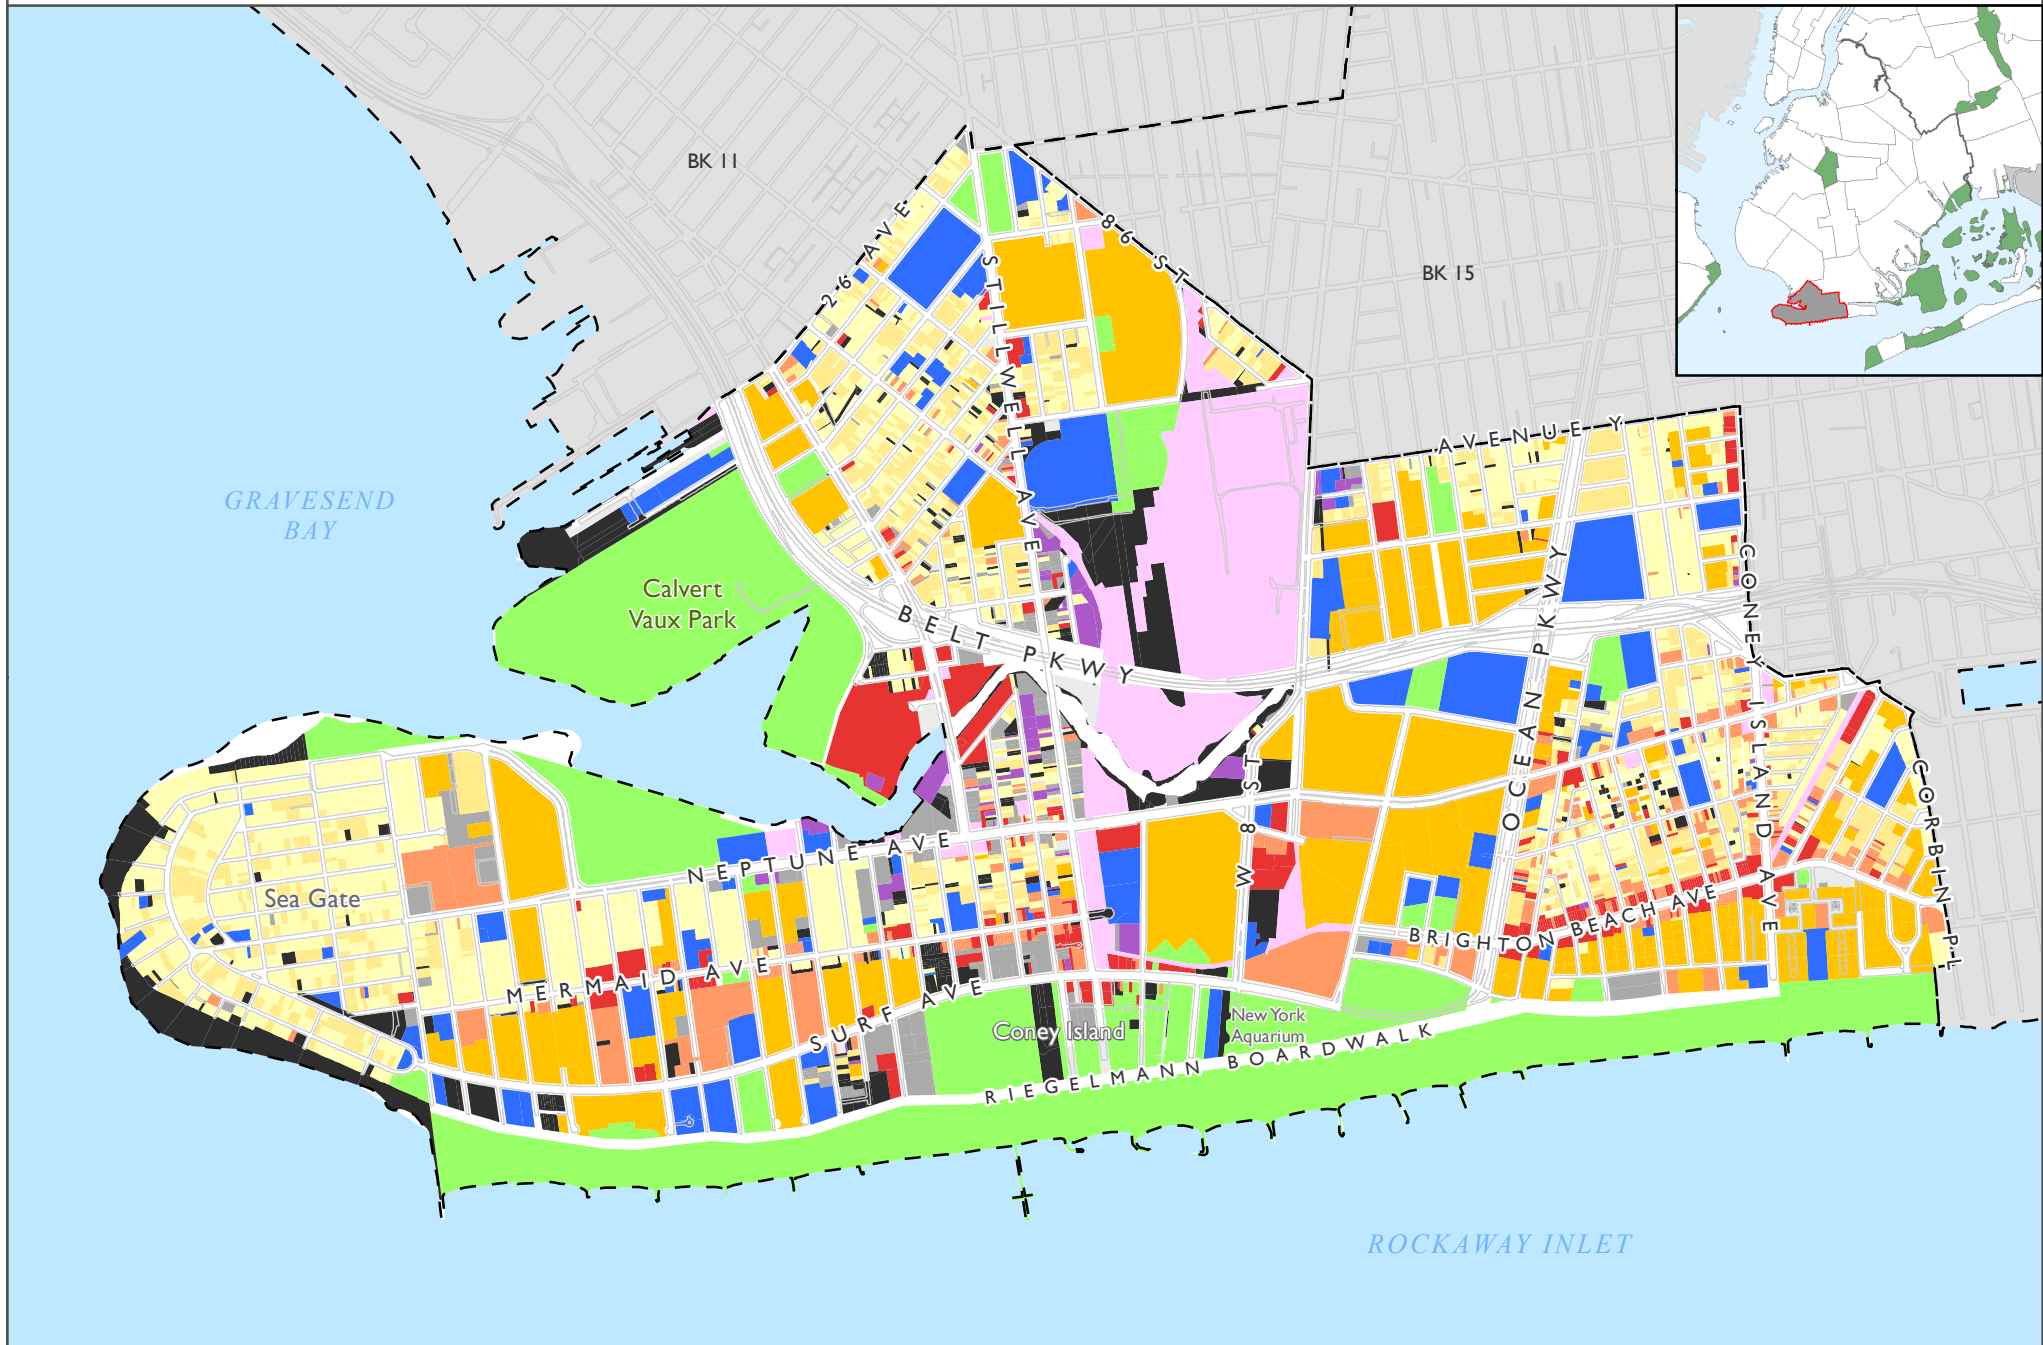 BK 11
BK 15
26 AVE
86 ST
STILLWELL AVE
AVENUE Y
GRAVESEND
BAY
Calvert
Vaux Park
BELT PKWY
OCEAN PKWY
CONEY ISLAND AVE
CORBIN PL
W 8 ST
NEPTUNE AVE
Sea Gate
MERMAID AVE
SURF AVE
BRIGHTON BEACH AVE
Coney Island
New York
Aquarium
RIEGELMANN BOARDWALK
ROCKAWAY INLET